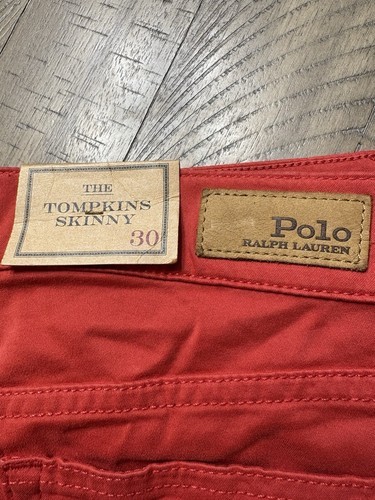 THE
TOMPKINS
SKINNY
30
Polo
RALPH LAUREN